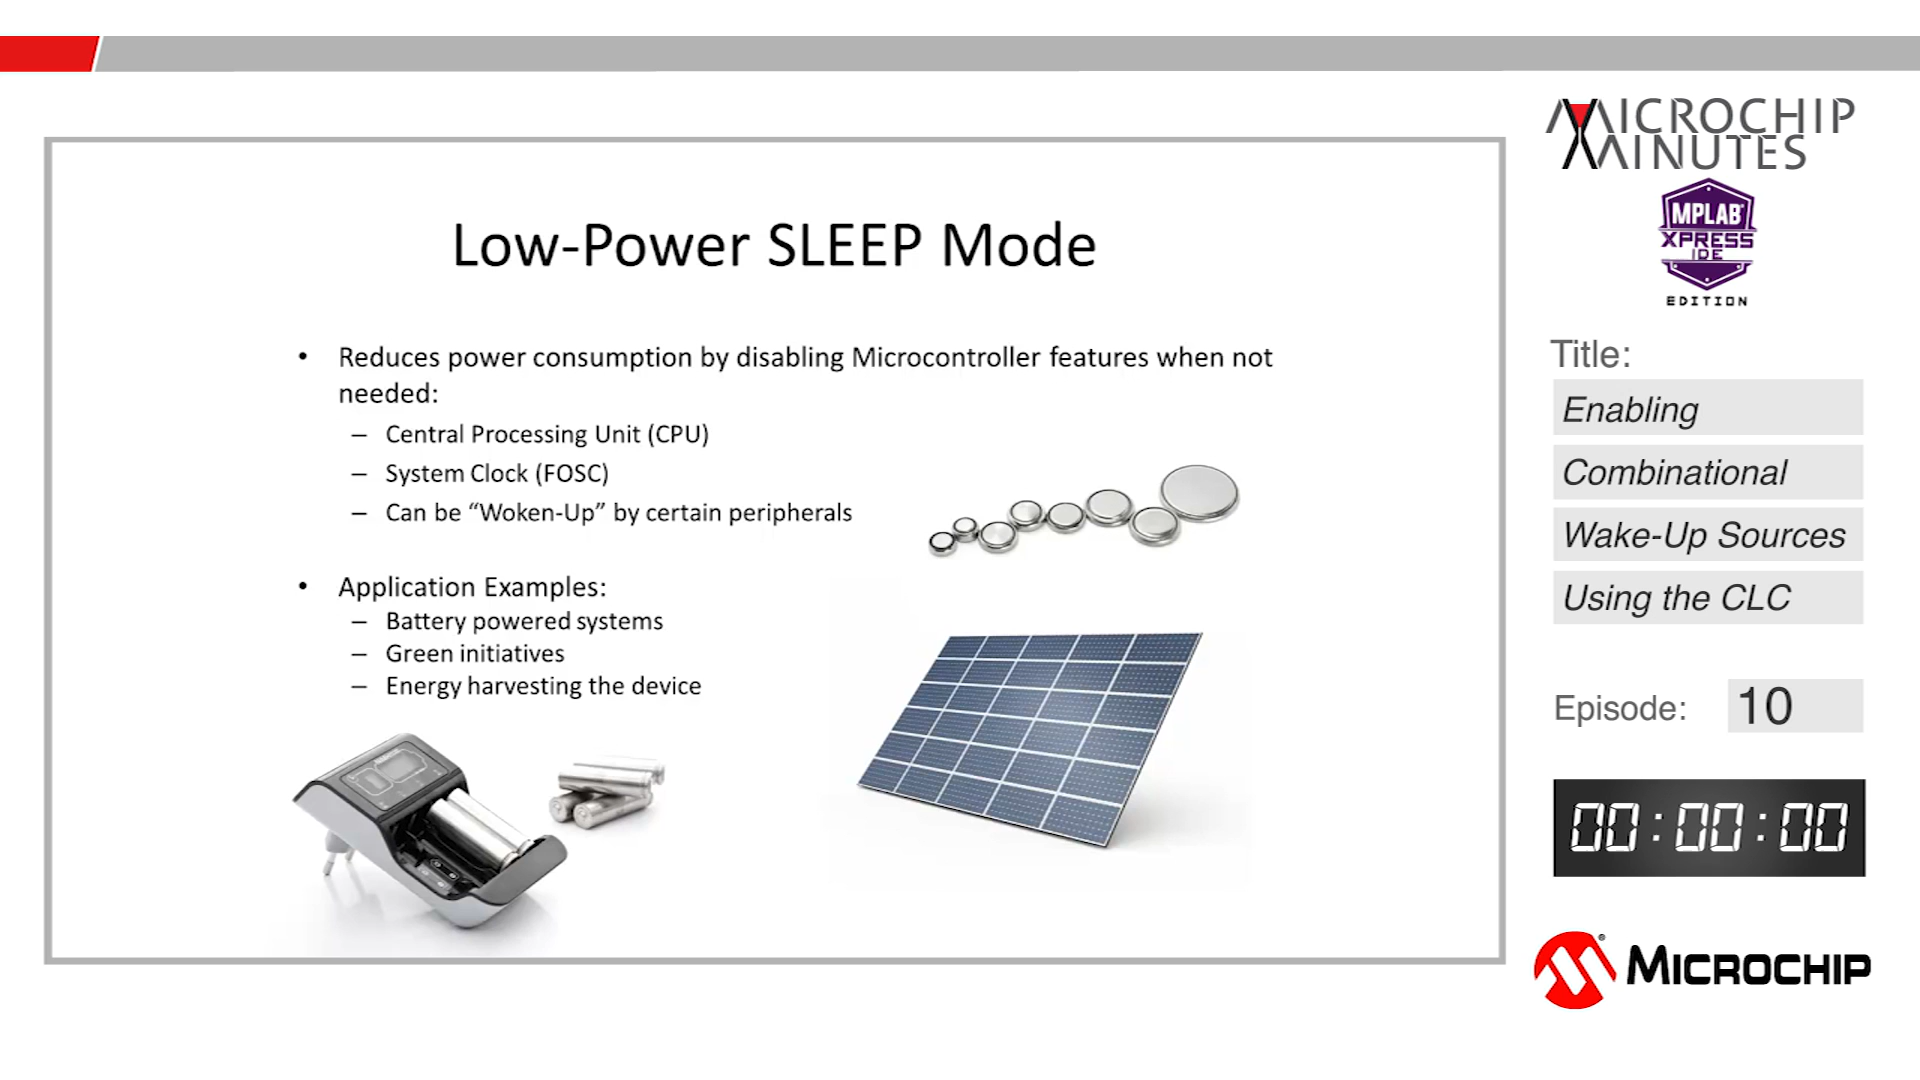 Low-Power SLEEP Mode
• Reduces power consumption by disabling Microcontroller features when not
needed:
– Central Processing Unit (CPU)
– System Clock (FOSC)
– Can be “Woken-Up” by certain peripherals
• Application Examples:
– Battery powered systems
– Green initiatives
– Energy harvesting the device
MICROCHIP
MINUTES
MPLAB®
XPRESS
IDE
EDITION
Title:
Enabling
Combinational
Wake-Up Sources
Using the CLC
Episode: 10
00:00:00
® MICROCHIP